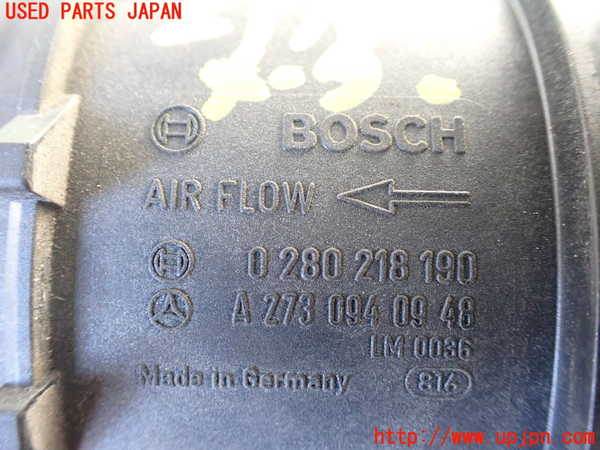 USED PARTS JAPAN
BOSCH
AIR FLOW
0 280 218 190
A 273 094 09 48
LM 0036
Made in Germany 816
http://www.upjpn.com/